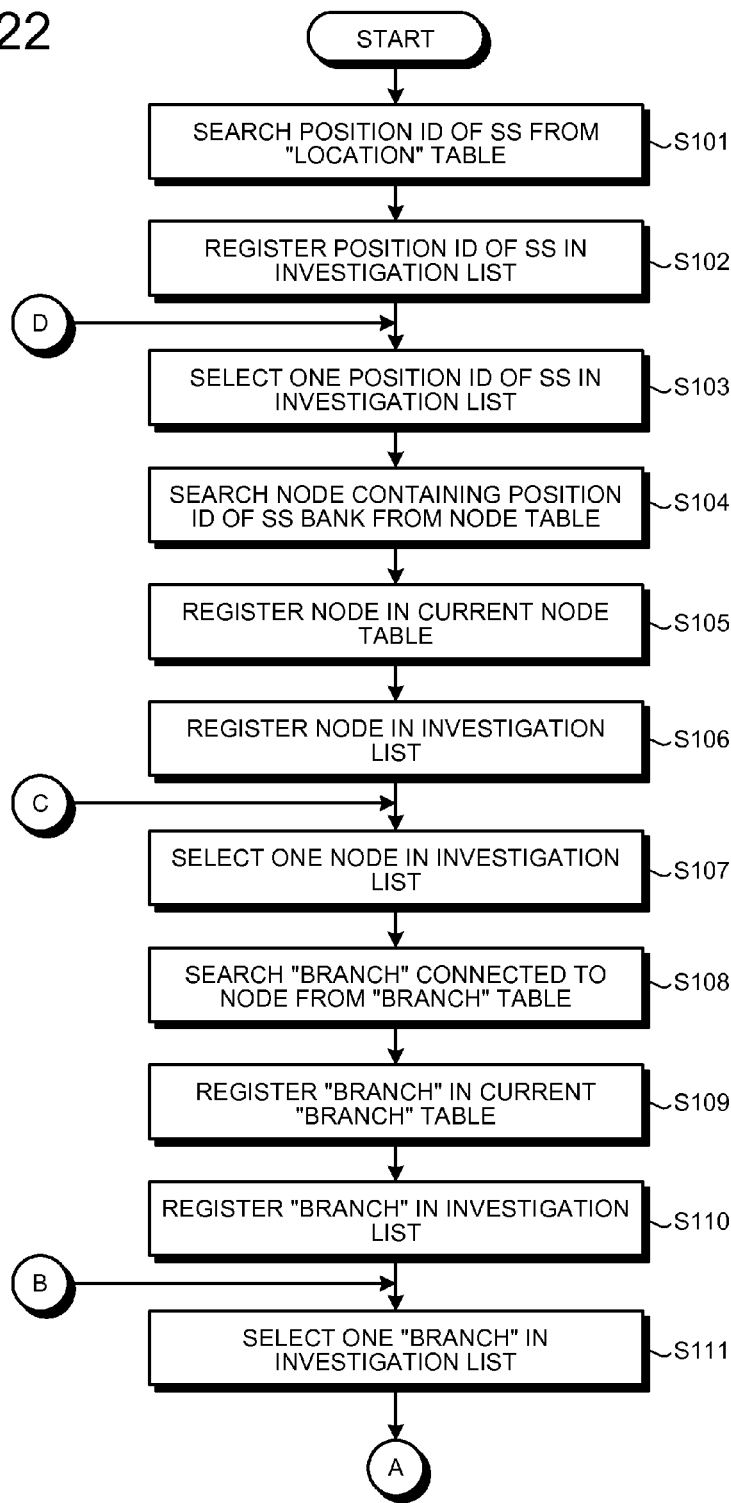 22
START
SEARCH POSITION ID OF SS FROM
"LOCATION" TABLE
S101
REGISTER POSITION ID OF SS IN
INVESTIGATION LIST
S102
D
SELECT ONE POSITION ID OF SS IN
INVESTIGATION LIST
S103
SEARCH NODE CONTAINING POSITION
ID OF SS BANK FROM NODE TABLE
S104
REGISTER NODE IN CURRENT NODE
TABLE
S105
REGISTER NODE IN INVESTIGATION
LIST
S106
C
SELECT ONE NODE IN INVESTIGATION
LIST
S107
SEARCH "BRANCH" CONNECTED TO
NODE FROM "BRANCH" TABLE
S108
REGISTER "BRANCH" IN CURRENT
"BRANCH" TABLE
S109
REGISTER "BRANCH" IN INVESTIGATION
LIST
S110
B
SELECT ONE "BRANCH" IN
INVESTIGATION LIST
S111
A